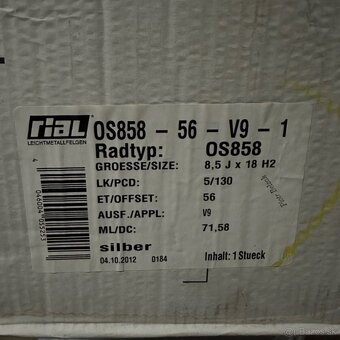 RIAL
LEICHTMETALLFELGEN
OS858 - 56 - V9 - 1
Radtyp: OS858
GROESSE/SIZE: 8,5 J x 18 H2
LK/PCD: 5/130
ET/OFFSET: 56
AUSF./APPL: V9
ML/DC: 71,58
silber
04.10.2012 0184
Inhalt: 1 Stueck